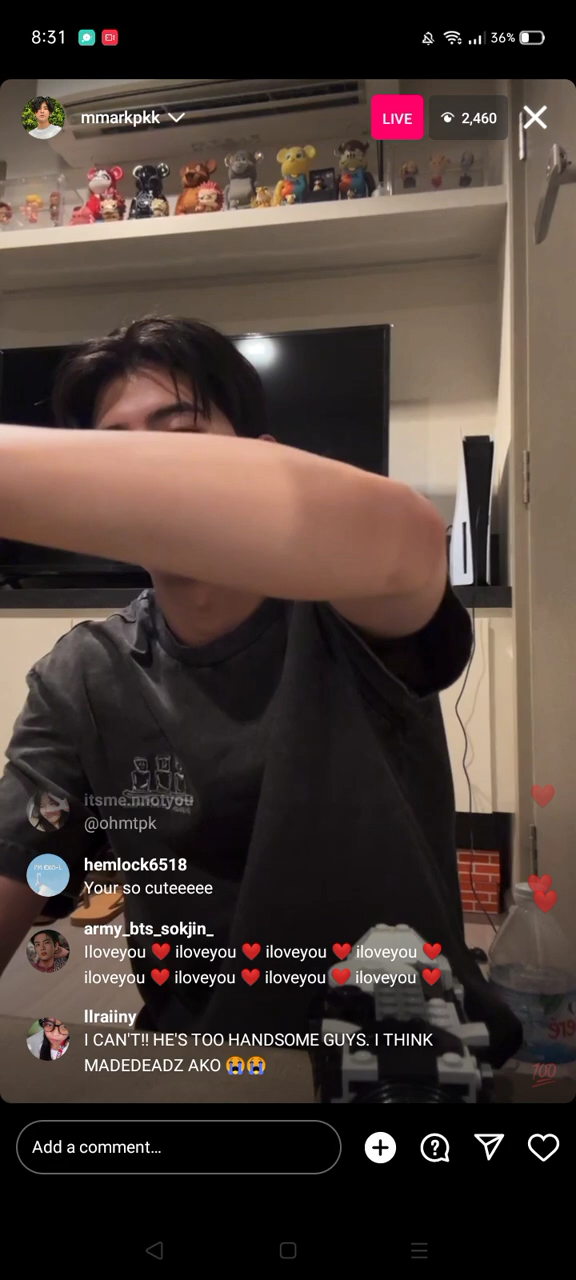 8:31
36%
mmarkpkk
LIVE
2,460
itsme.nnotyou
@ohmtpk
hemlock6518
Your so cuteeeee
army_bts_sokjin_
Iloveyou ❤️ iloveyou ❤️ iloveyou ❤️ iloveyou ❤️
iloveyou ❤️ iloveyou ❤️ iloveyou ❤️ iloveyou ❤️
llraiiny
I CAN'T!! HE'S TOO HANDSOME GUYS. I THINK
MADEDEADZ AKO 😭😭
💯
Add a comment...